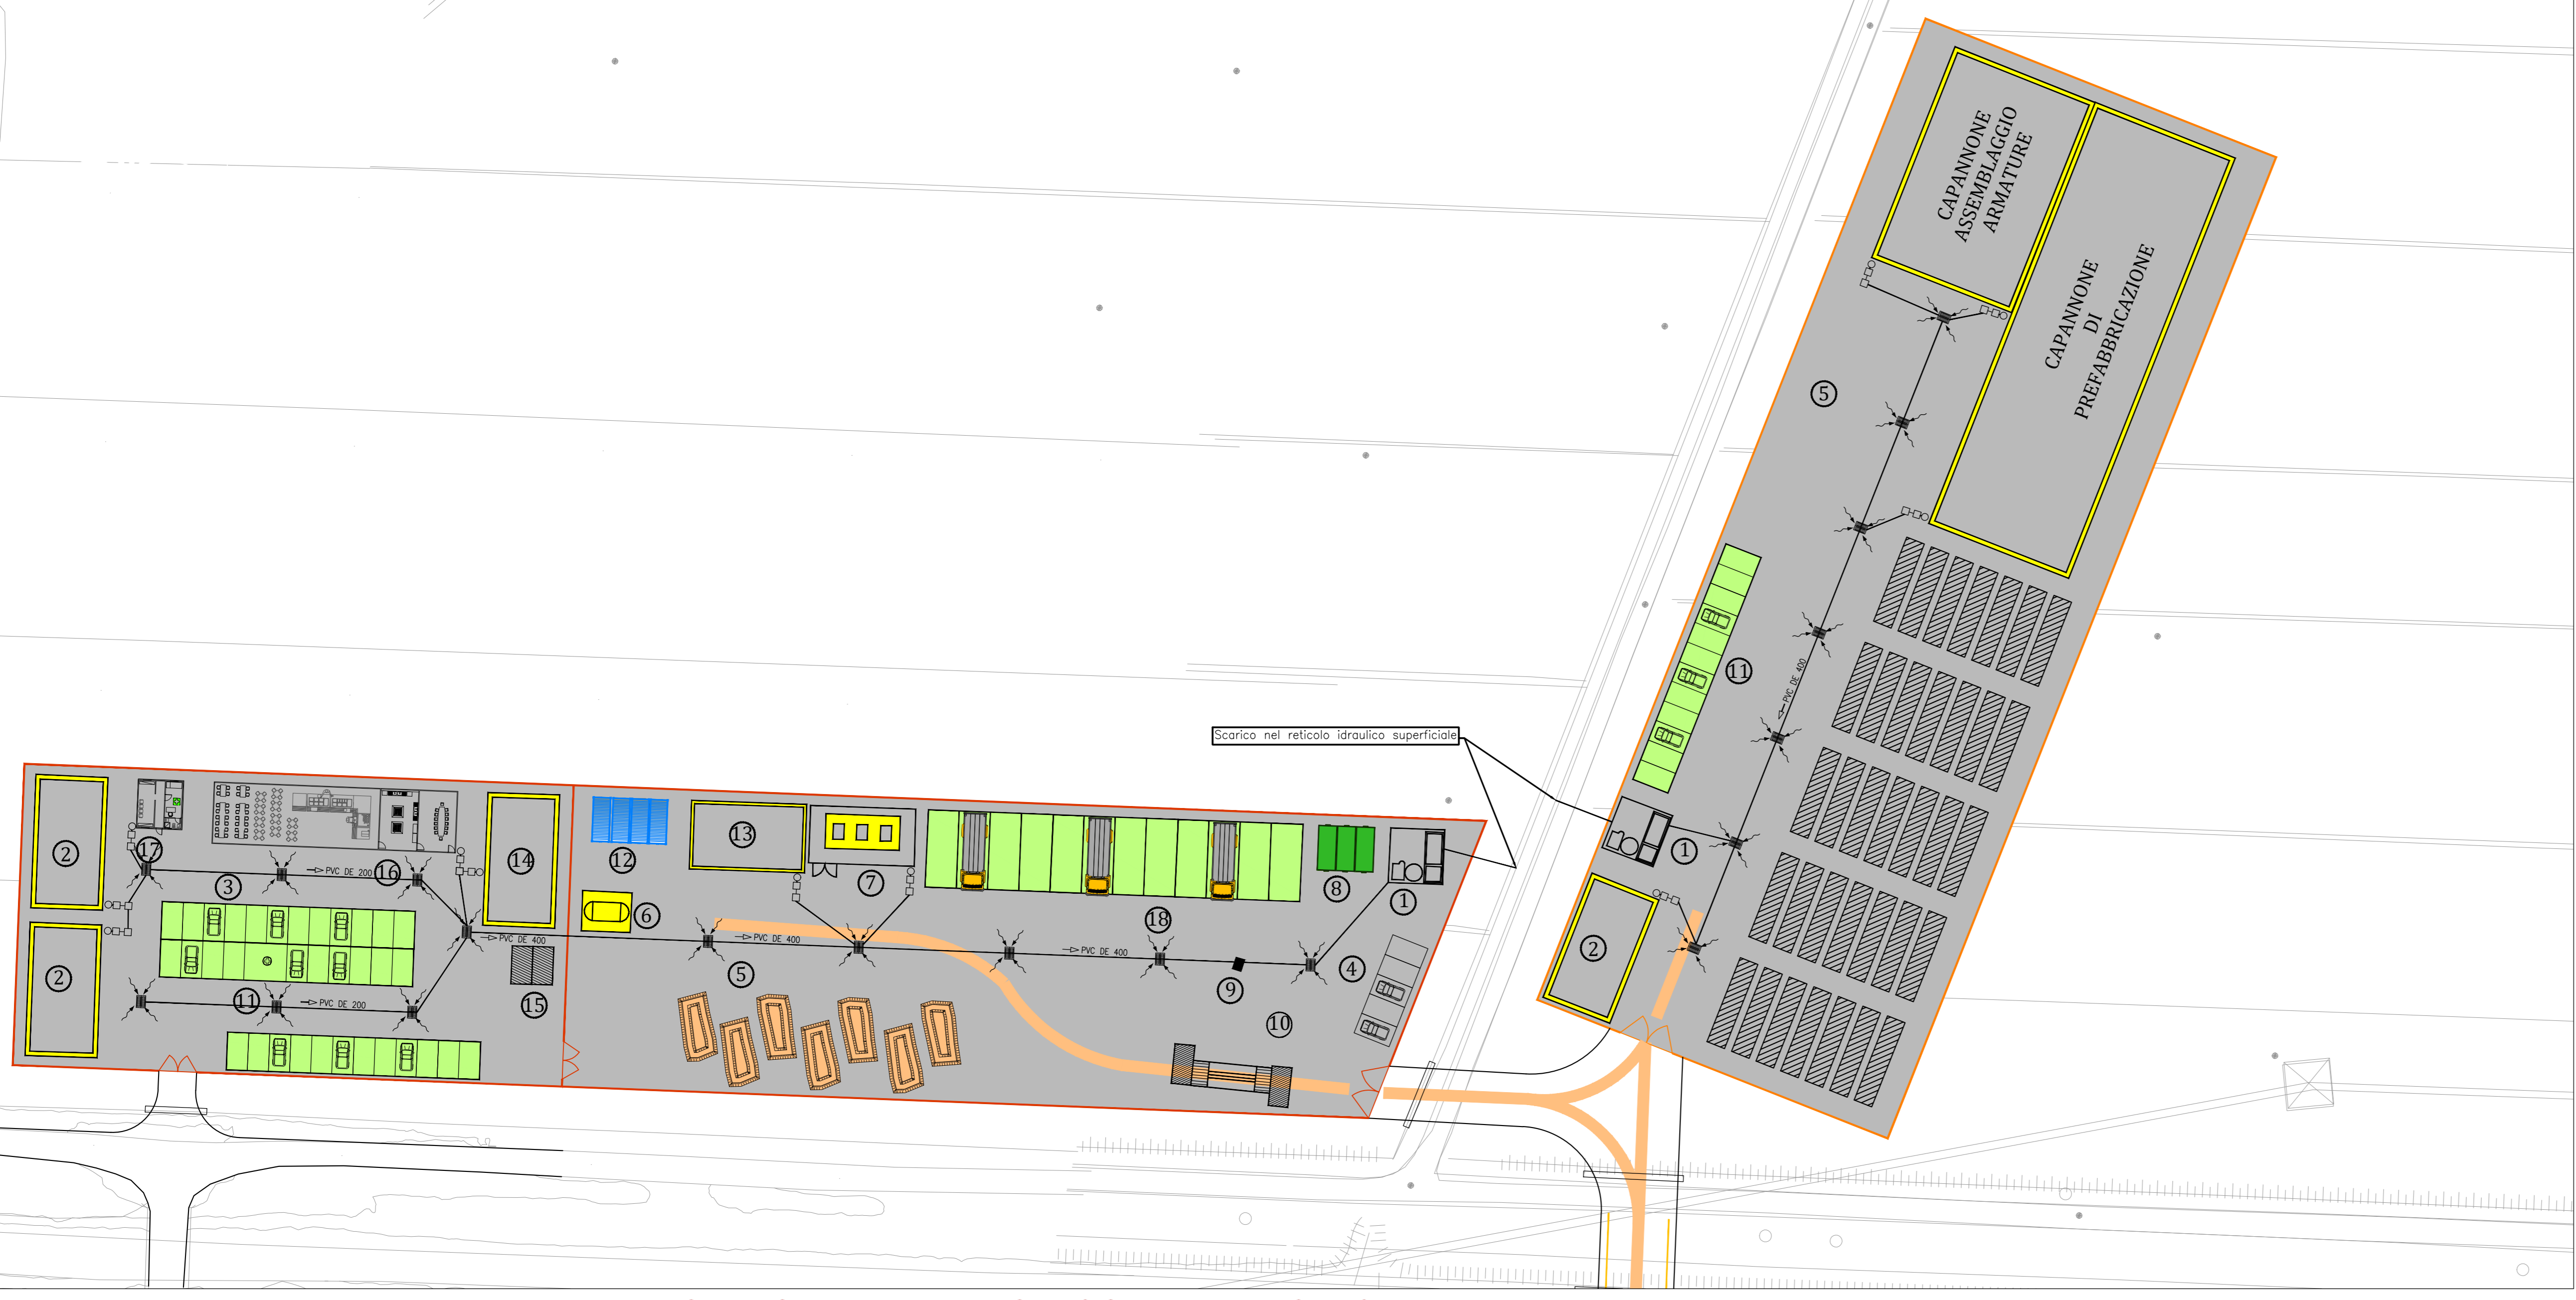 CAPANNONE
ASSEMBLAGGIO
ARMATURE
CAPANNONE
DI
PREFABBRICAZIONE
5
11
PVC DE 400
Scarico nel reticolo idraulico superficiale
1
2
2
17
3
PVC DE 200
16
14
2
11
PVC DE 200
15
PVC DE 400
12
13
7
6
PVC DE 400
5
18
PVC DE 400
9
8
1
4
10